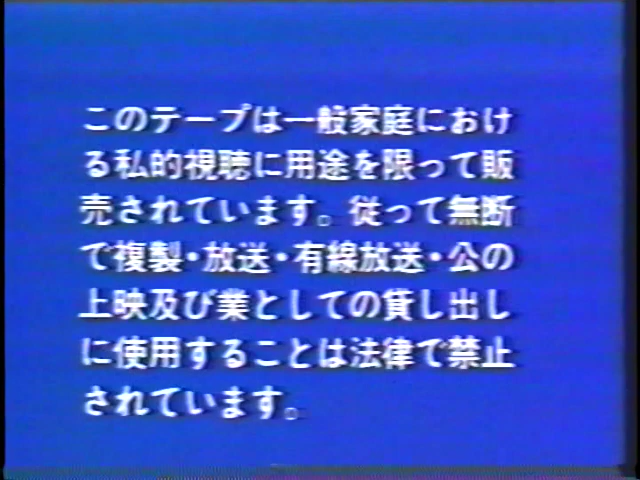 このテープは一般家庭におけ
る私的視聴に用途を限って販
売されています。従って無断
で複製・放送・有線放送・公の
上映及び業としての貸し出し
に使用することは法律で禁止
されています。